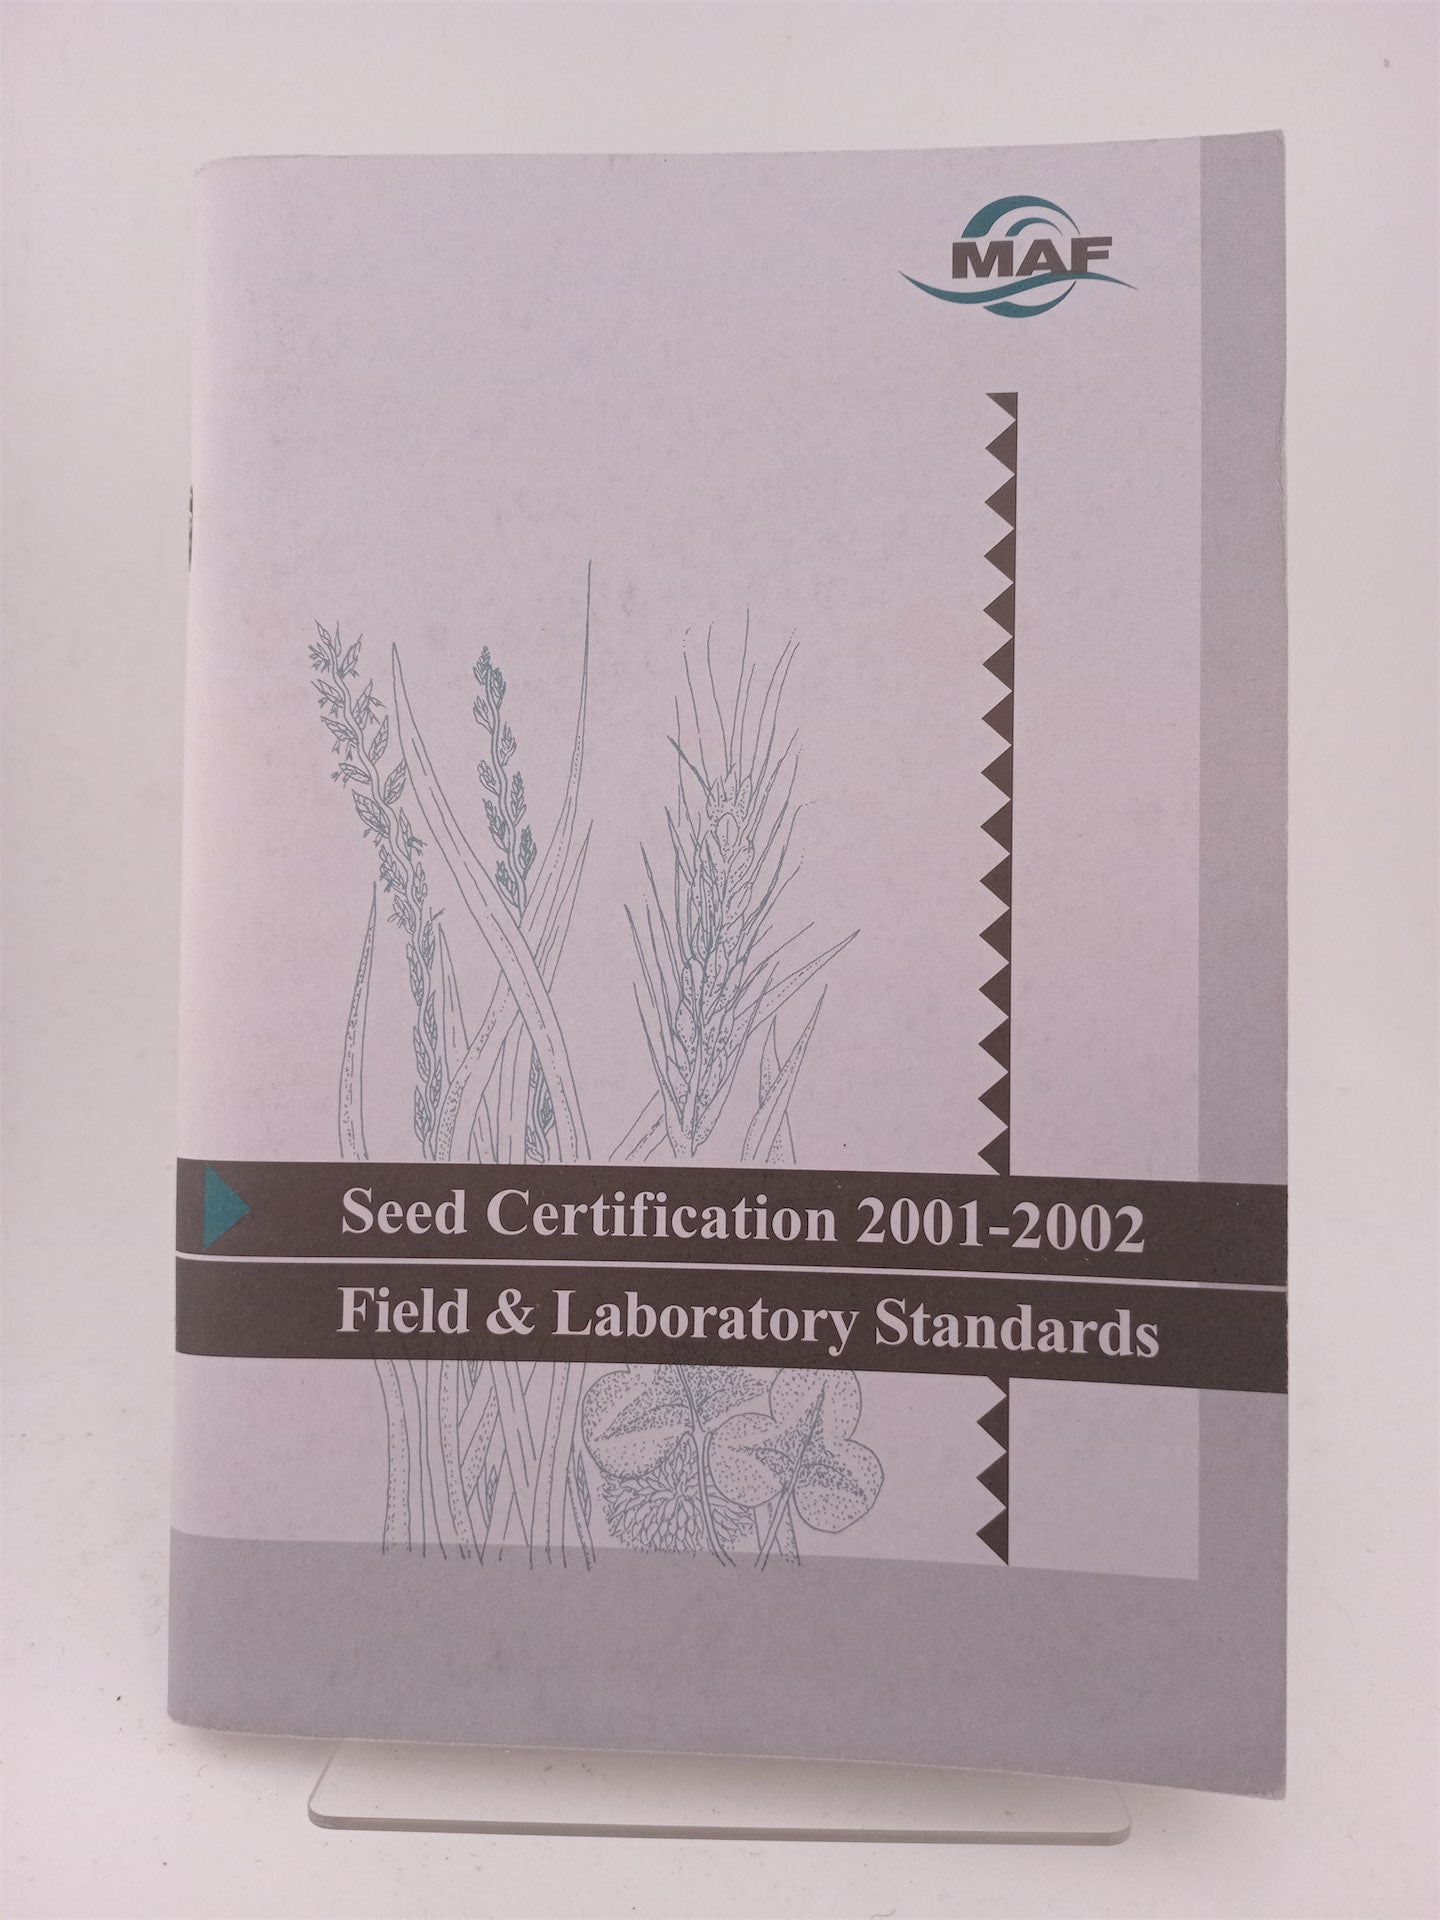 MAF
Seed Certification 2001-2002
Field & Laboratory Standards